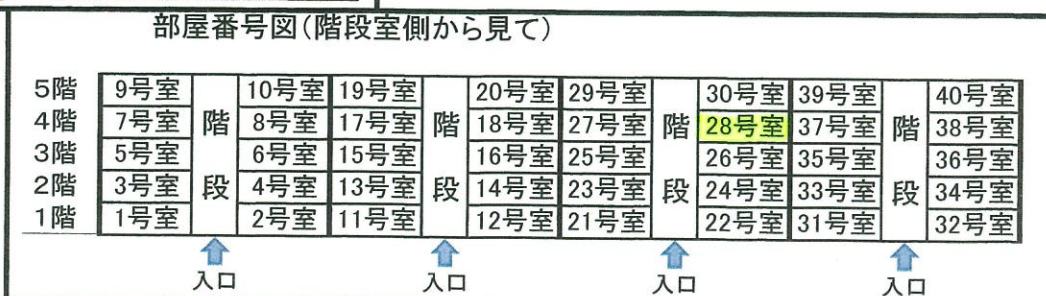 部屋番号図(階段室側から見て)
5階 9号室 10号室 19号室 20号室 29号室 30号室 39号室 40号室
4階 7号室 階 8号室 17号室 階 18号室 27号室 階 28号室 37号室 階 38号室
3階 5号室 6号室 15号室 16号室 25号室 26号室 35号室 36号室
2階 3号室 段 4号室 13号室 段 14号室 23号室 段 24号室 33号室 段 34号室
1階 1号室 2号室 11号室 12号室 21号室 22号室 31号室 32号室
入口 入口 入口 入口